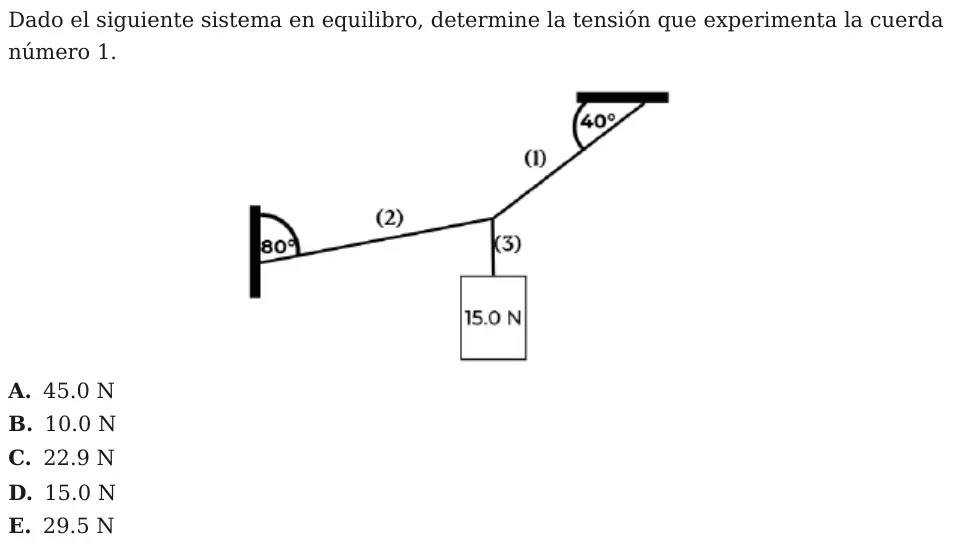 Dado el siguiente sistema en equilibro, determine la tensión que experimenta la cuerda
número 1.
40°
(1)
(2)
80°
(3)
15.0 N
A. 45.0 N
B. 10.0 N
C. 22.9 N
D. 15.0 N
E. 29.5 N